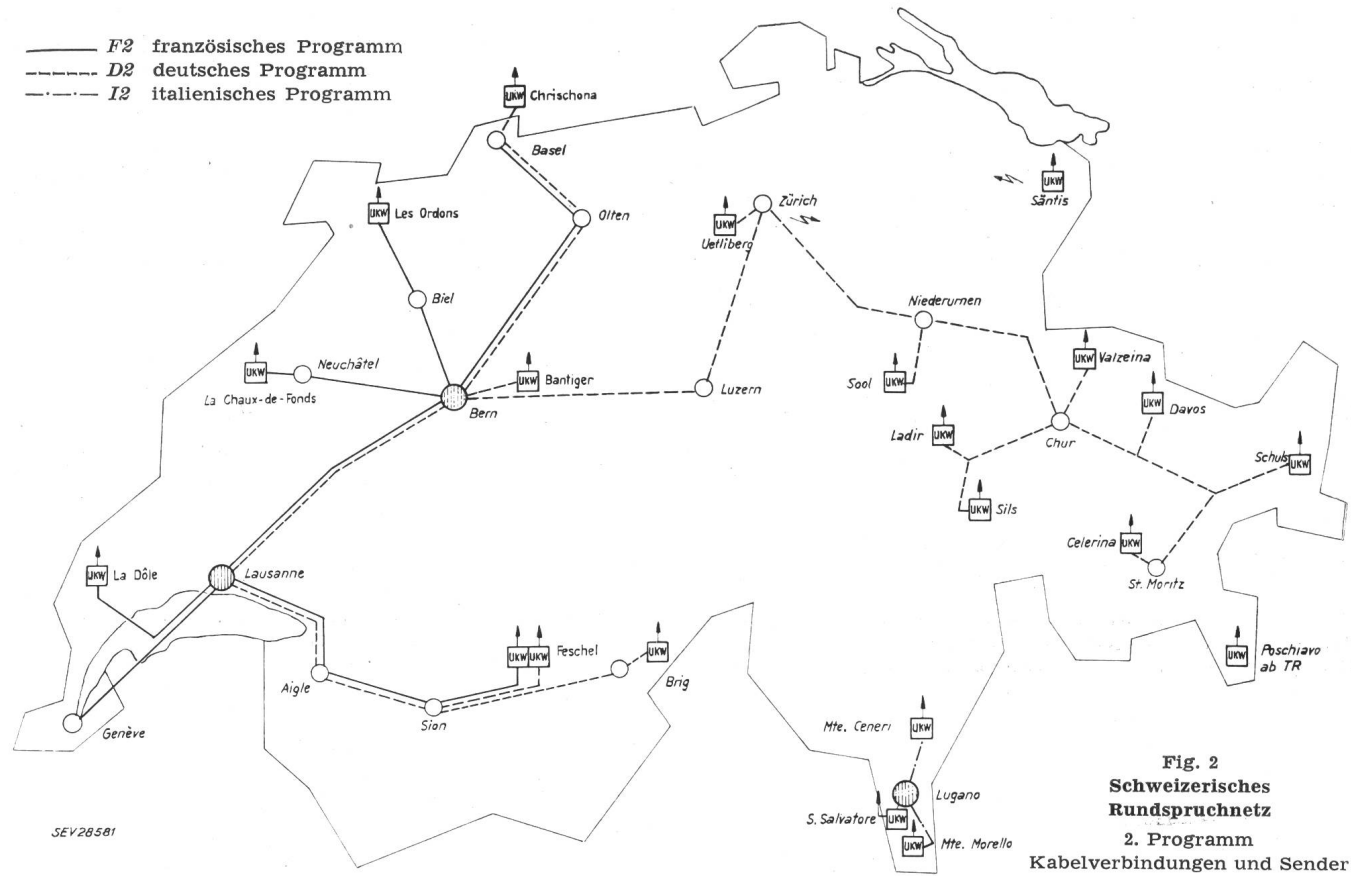 F2 französisches Programm
D2 deutsches Programm
I2 italienisches Programm
UKW Chrischona
Basel
UKW Les Ordons
Olten
Zürich
UKW
Uetliberg
UKW
Säntis
Biel
Niederurnen
Neuchâtel
UKW
La Chaux-de-Fonds
UKW Bantiger
Bern
Luzern
Sool UKW
UKW Valzeina
UKW
Davos
Ladir UKW
Chur
Schuls
UKW
UKW Sils
Celerina UKW
St. Moritz
UKW La Dôle
Lausanne
UKW UKW Feschel
UKW
Brig
Aigle
Sion
Genève
UKW Poschiavo
ab TR
Mte. Ceneri UKW
Lugano
S. Salvatore UKW
UKW Mte. Morello
SEV28581
Fig. 2
Schweizerisches
Rundspruchnetz
2. Programm
Kabelverbindungen und Sender